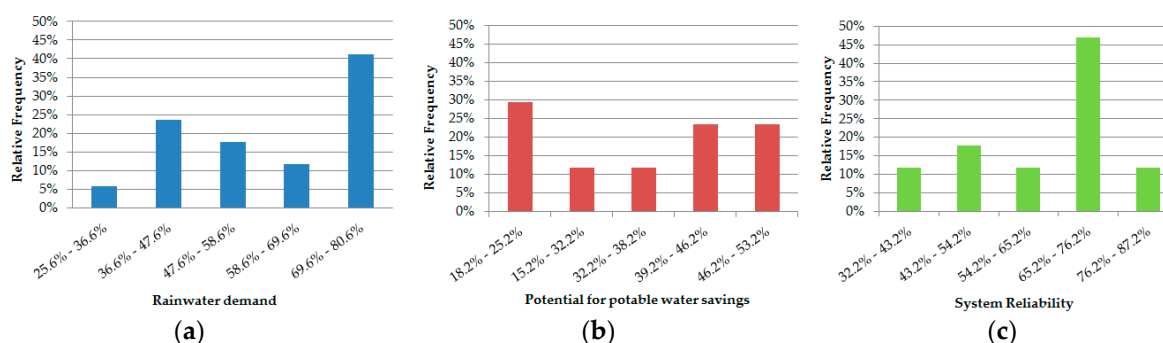 50%
45%
40%
35%
30%
25%
20%
15%
10%
5%
0%
Relative Frequency
25.6% - 36.6%
36.6% - 47.6%
47.6% - 58.6%
58.6% - 69.6%
69.6% - 80.6%
Rainwater demand
(a)
50%
45%
40%
35%
30%
25%
20%
15%
10%
5%
0%
Relative Frequency
18.2% - 25.2%
15.2% - 32.2%
32.2% - 38.2%
39.2% - 46.2%
46.2% - 53.2%
Potential for potable water savings
(b)
50%
45%
40%
35%
30%
25%
20%
15%
10%
5%
0%
Relative Frequency
32.2% - 43.2%
43.2% - 54.2%
54.2% - 65.2%
65.2% - 76.2%
76.2% - 87.2%
System Reliability
(c)